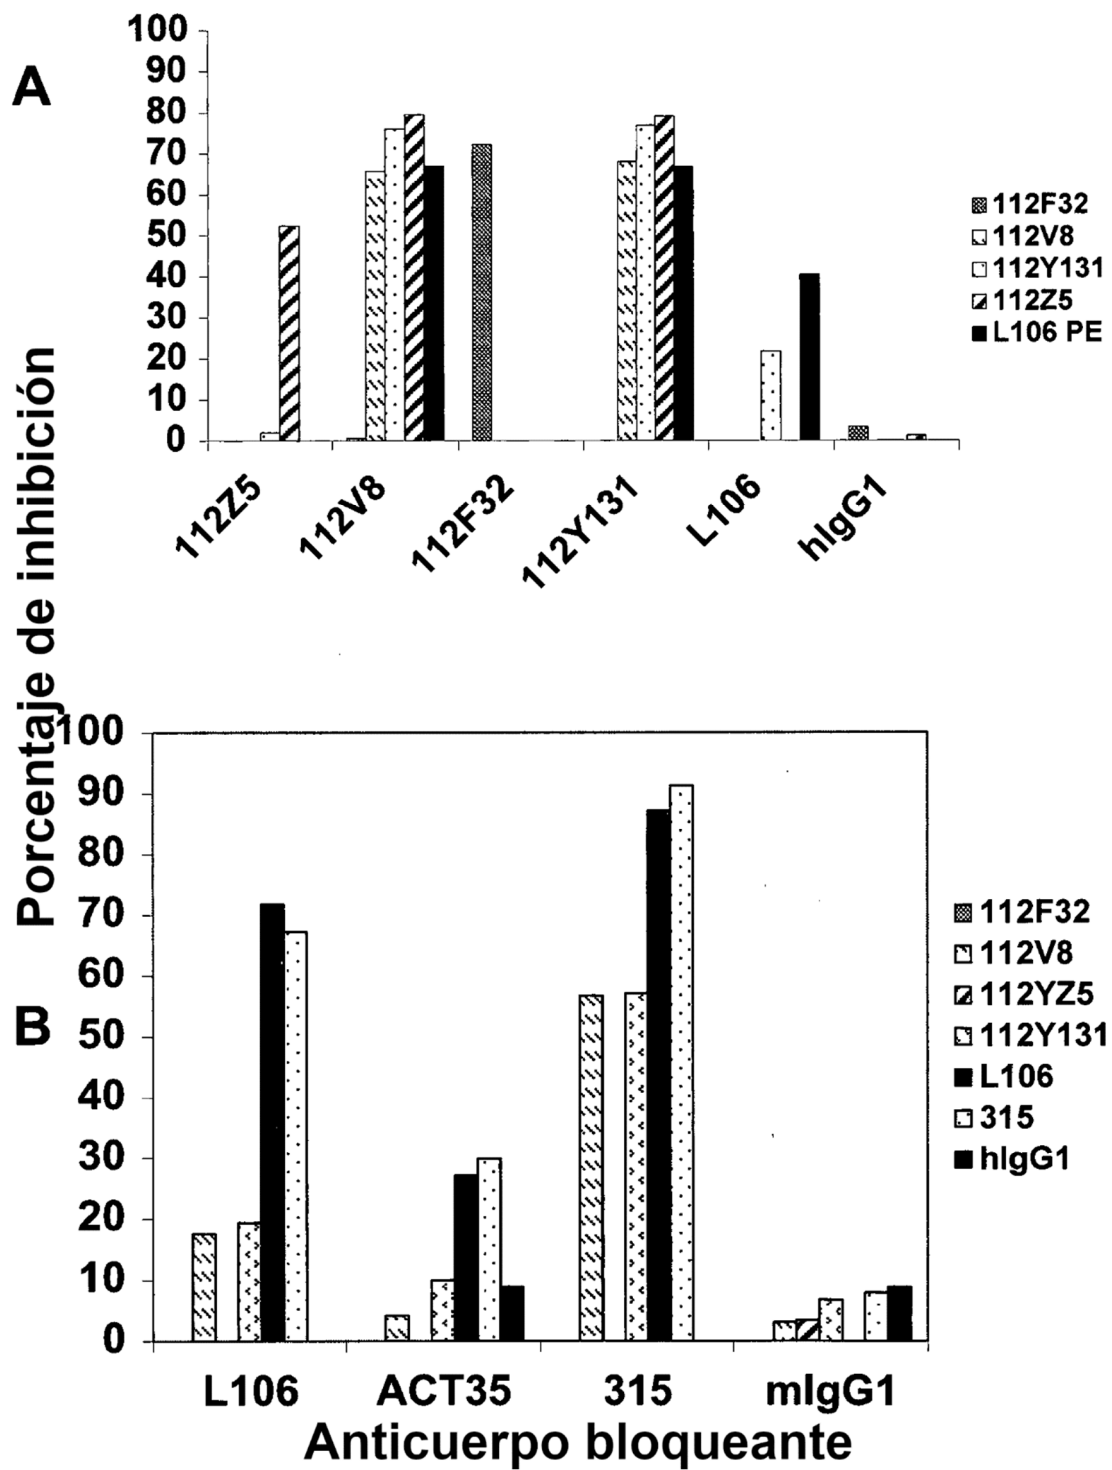 A
100
90
80
70
60
50
40
30
20
10
0
112Z5
112V8
112F32
112Y131
L106
hIgG1
112F32
112V8
112Y131
112Z5
L106 PE
Porcentaje de inhibición
B
100
90
80
70
60
50
40
30
20
10
0
L106
ACT35
315
mIgG1
112F32
112V8
112YZ5
112Y131
L106
315
hIgG1
Anticuerpo bloqueante